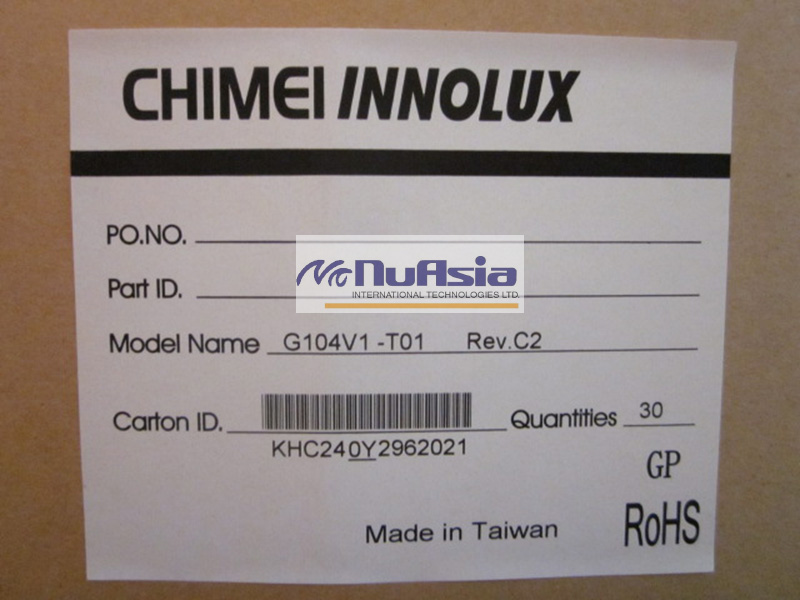 CHIMEI INNOLUX
PO.NO.
NuAsia
INTERNATIONAL TECHNOLOGIES LTD.
Part ID.
Model Name G104V1 -T01 Rev.C2
Carton ID. Quantities 30
KHC240Y2962021
GP
Made in Taiwan RoHS